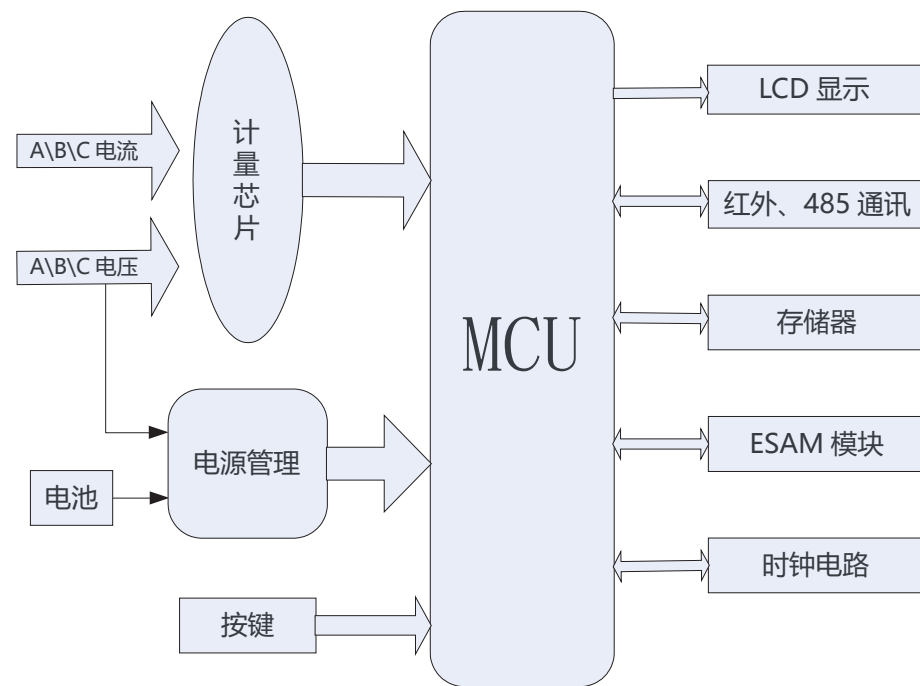 A\B\C 电流
A\B\C 电压
计
量
芯
片
电源管理
电池
按键
MCU
LCD 显示
红外、485 通讯
存储器
ESAM 模块
时钟电路